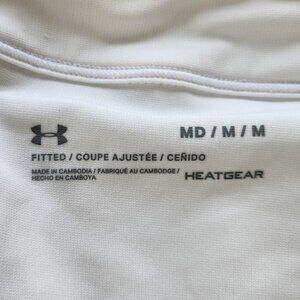 MD / M / M
FITTED / COUPE AJUSTÉE / CEÑIDO
MADE IN CAMBODIA / FABRIQUÉ AU CAMBODGE /
HECHO EN CAMBOYA
HEATGEAR